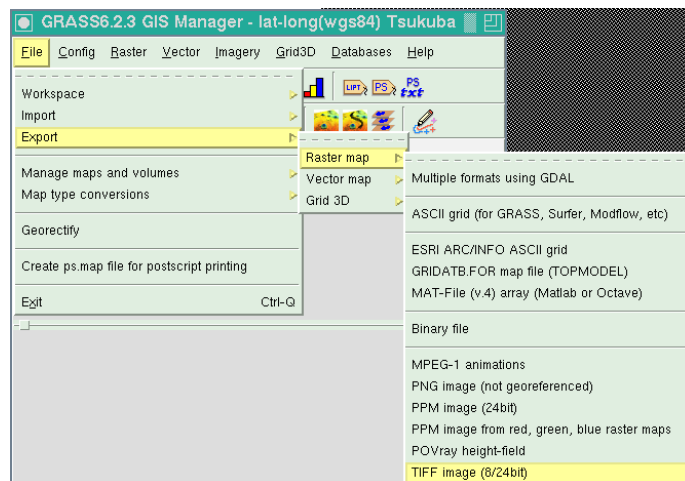 GRASS6.2.3 GIS Manager - lat-long(wgs84) Tsukuba
File Config Raster Vector Imagery Grid3D Databases Help
LIPT PS PS txt
Workspace
Import
Export
Manage maps and volumes
Map type conversions
Georectify
Create ps.map file for postscript printing
Exit Ctrl-Q
Raster map
Vector map
Grid 3D
Multiple formats using GDAL
ASCII grid (for GRASS, Surfer, Modflow, etc)
ESRI ARC/INFO ASCII grid
GRIDATB.FOR map file (TOPMODEL)
MAT-File (v.4) array (Matlab or Octave)
Binary file
MPEG-1 animations
PNG image (not georeferenced)
PPM image (24bit)
PPM image from red, green, blue raster maps
POVray height-field
TIFF image (8/24bit)